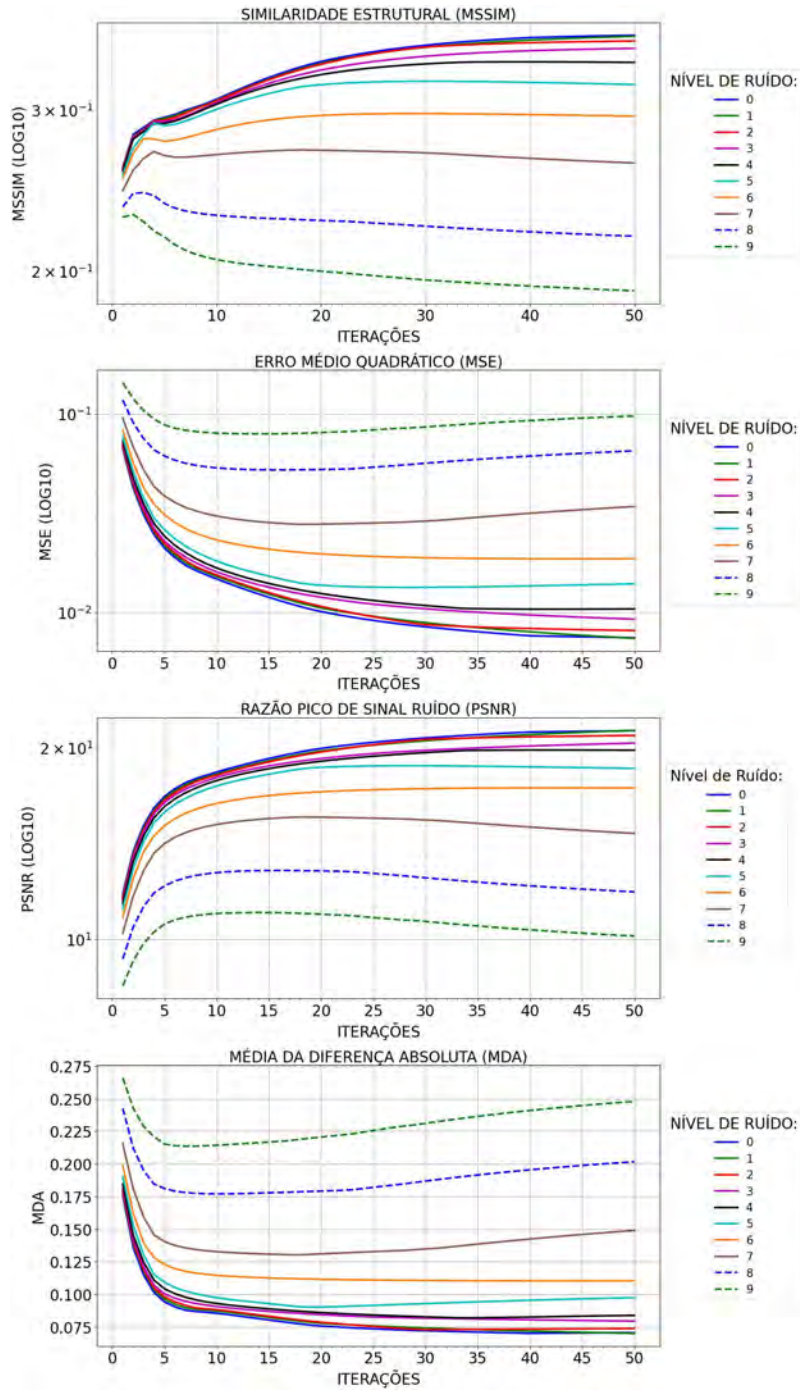 SIMILARIDADE ESTRUTURAL (MSSIM)
MSSIM (LOG10)
3 × 10⁻¹
2 × 10⁻¹
0 10 20 30 40 50
ITERAÇÕES
NÍVEL DE RUÍDO:
0
1
2
3
4
5
6
7
8
9
ERRO MÉDIO QUADRÁTICO (MSE)
MSE (LOG10)
10⁻¹
10⁻²
0 5 10 15 20 25 30 35 40 45 50
ITERAÇÕES
NÍVEL DE RUÍDO:
0
1
2
3
4
5
6
7
8
9
RAZÃO PICO DE SINAL RUÍDO (PSNR)
PSNR (LOG10)
2 × 10¹
10¹
0 5 10 15 20 25 30 35 40 45 50
ITERAÇÕES
Nível de Ruído:
0
1
2
3
4
5
6
7
8
9
MÉDIA DA DIFERENÇA ABSOLUTA (MDA)
MDA
0.275
0.250
0.225
0.200
0.175
0.150
0.125
0.100
0.075
0 5 10 15 20 25 30 35 40 45 50
ITERAÇÕES
NÍVEL DE RUÍDO:
0
1
2
3
4
5
6
7
8
9